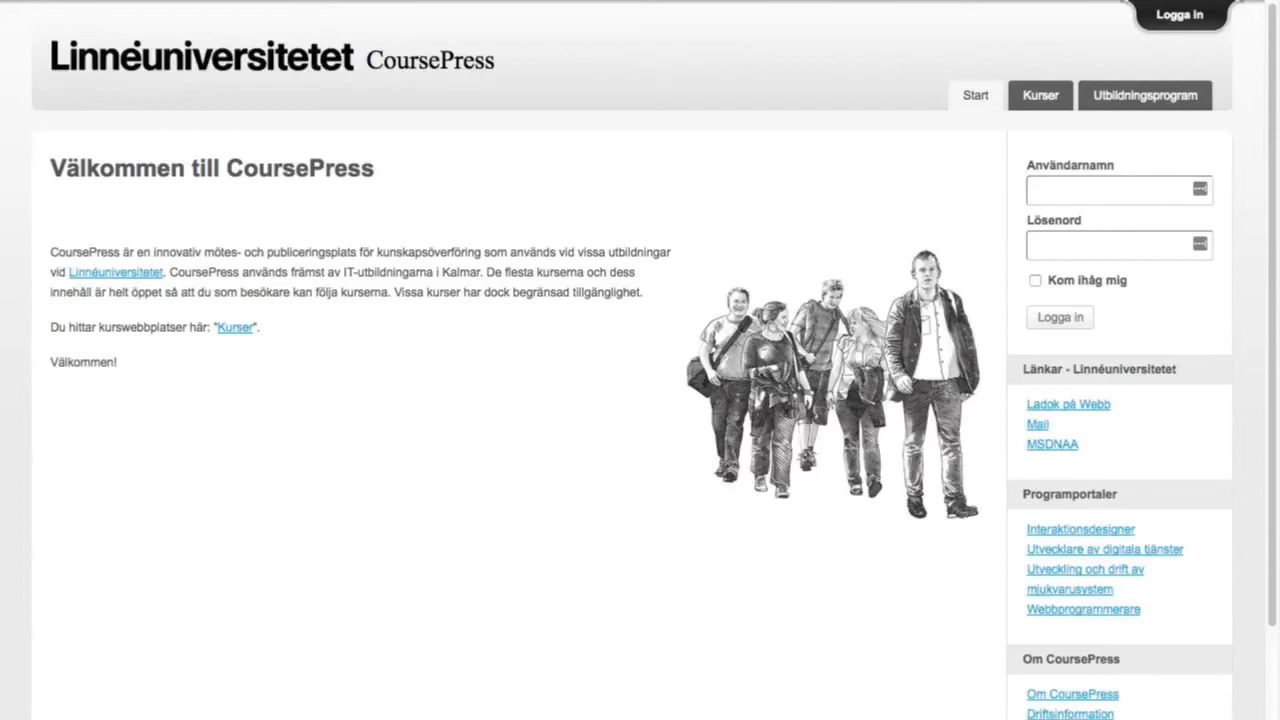 Logga in
Linnéuniversitetet CoursePress
Start
Kurser
Utbildningsprogram
Välkommen till CoursePress
CoursePress är en innovativ mötes- och publiceringsplats för kunskapsöverföring som används vid vissa utbildningar
vid Linnéuniversitetet. CoursePress används främst av IT-utbildningarna i Kalmar. De flesta kurserna och dess
innehåll är helt öppet så att du som besökare kan följa kurserna. Vissa kurser har dock begränsad tillgänglighet.
Du hittar kurswebbplatser här: "Kurser".
Välkommen!
Användarnamn
Lösenord
Kom ihåg mig
Logga in
Länkar - Linnéuniversitetet
Ladok på Webb
Mail
MSDNAA
Programportaler
Interaktionsdesigner
Utvecklare av digitala tjänster
Utveckling och drift av
mjukvarusystem
Webbprogrammerare
Om CoursePress
Om CoursePress
Driftsinformation